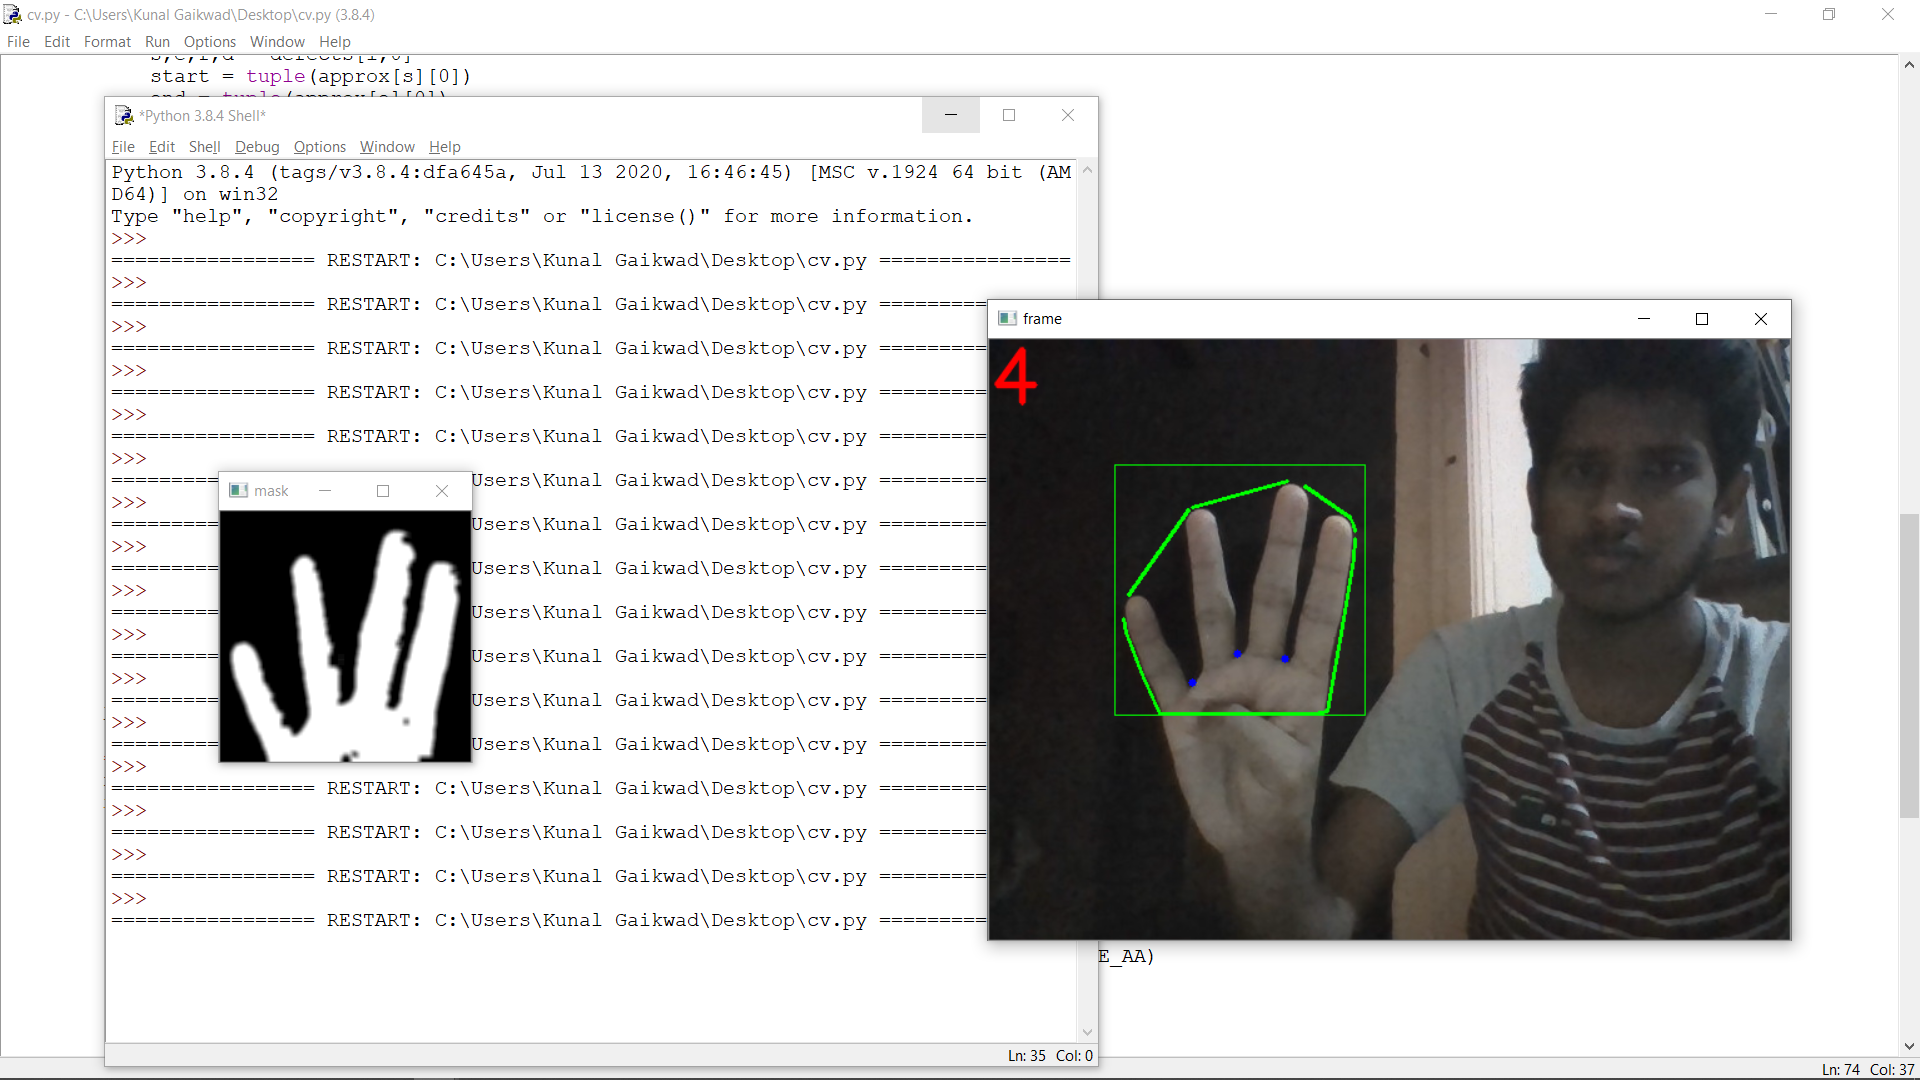 cv.py - C:\Users\Kunal Gaikwad\Desktop\cv.py (3.8.4)
File Edit Format Run Options Window Help
start = tuple(approx[s][0])
*Python 3.8.4 Shell*
File Edit Shell Debug Options Window Help
Python 3.8.4 (tags/v3.8.4:dfa645a, Jul 13 2020, 16:46:45) [MSC v.1924 64 bit (AM
D64)] on win32
Type "help", "copyright", "credits" or "license()" for more information.
>>>
================= RESTART: C:\Users\Kunal Gaikwad\Desktop\cv.py ================
>>>
================= RESTART: C:\Users\Kunal Gaikwad\Desktop\cv.py =========
>>>
================= RESTART: C:\Users\Kunal Gaikwad\Desktop\cv.py =========
>>>
================= RESTART: C:\Users\Kunal Gaikwad\Desktop\cv.py =========
>>>
================= RESTART: C:\Users\Kunal Gaikwad\Desktop\cv.py =========
>>>
========= Users\Kunal Gaikwad\Desktop\cv.py =========
>>>
========= Users\Kunal Gaikwad\Desktop\cv.py =========
>>>
========= Users\Kunal Gaikwad\Desktop\cv.py =========
>>>
========= Users\Kunal Gaikwad\Desktop\cv.py =========
>>>
========= Users\Kunal Gaikwad\Desktop\cv.py =========
>>>
========= Users\Kunal Gaikwad\Desktop\cv.py =========
>>>
========= Users\Kunal Gaikwad\Desktop\cv.py =========
>>>
================= RESTART: C:\Users\Kunal Gaikwad\Desktop\cv.py =========
>>>
================= RESTART: C:\Users\Kunal Gaikwad\Desktop\cv.py =========
>>>
================= RESTART: C:\Users\Kunal Gaikwad\Desktop\cv.py =========
>>>
================= RESTART: C:\Users\Kunal Gaikwad\Desktop\cv.py =========
Ln: 35 Col: 0
mask
frame
4
E_AA)
Ln: 74 Col: 37